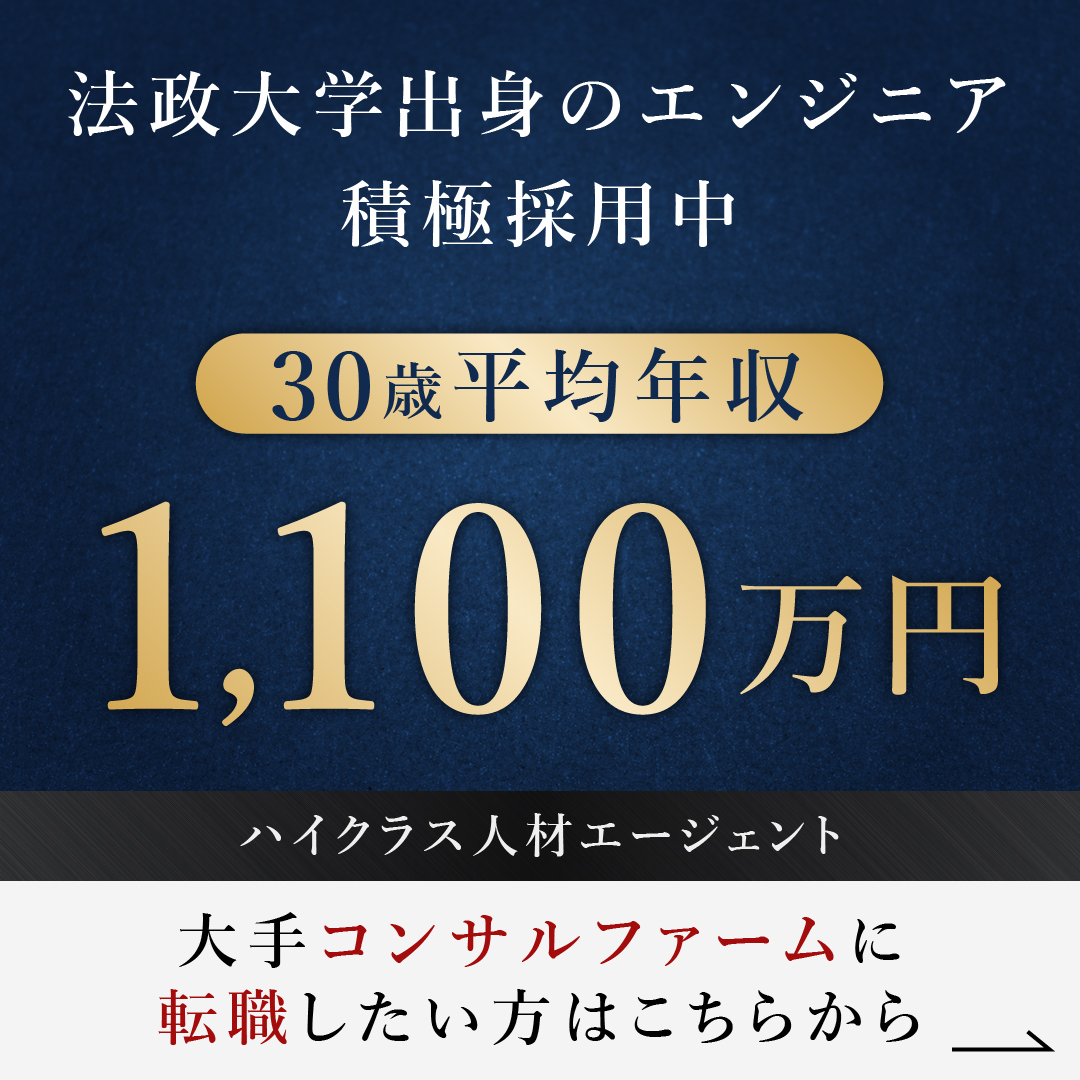 法政大学出身のエンジニア
積極採用中
30歳平均年収
1,100万円
ハイクラス人材エージェント
大手コンサルファームに
転職したい方はこちらから